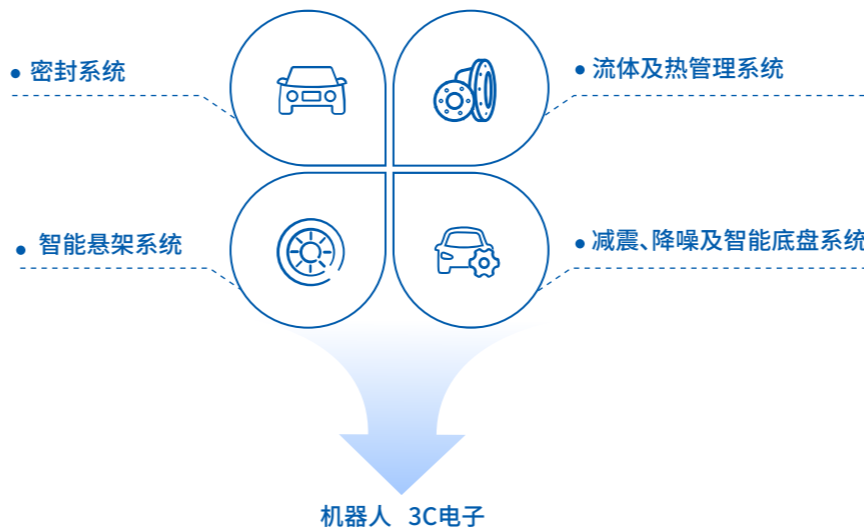 密封系统
流体及热管理系统
智能悬架系统
减震、降噪及智能底盘系统
机器人 3C电子